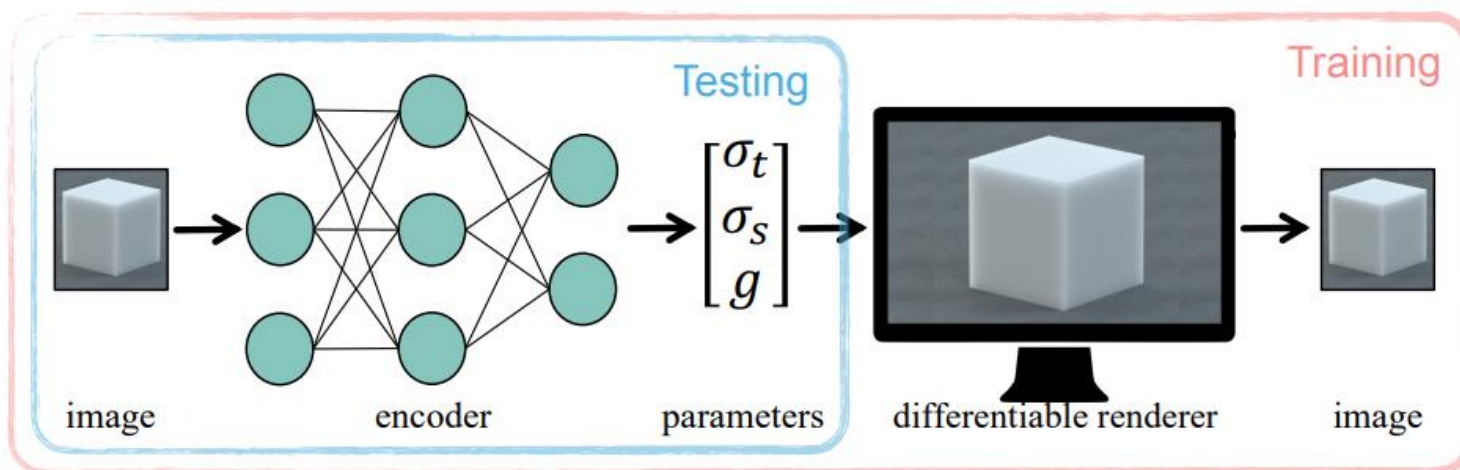 Training
Testing
σt
σs
g
image
encoder
parameters
differentiable renderer
image